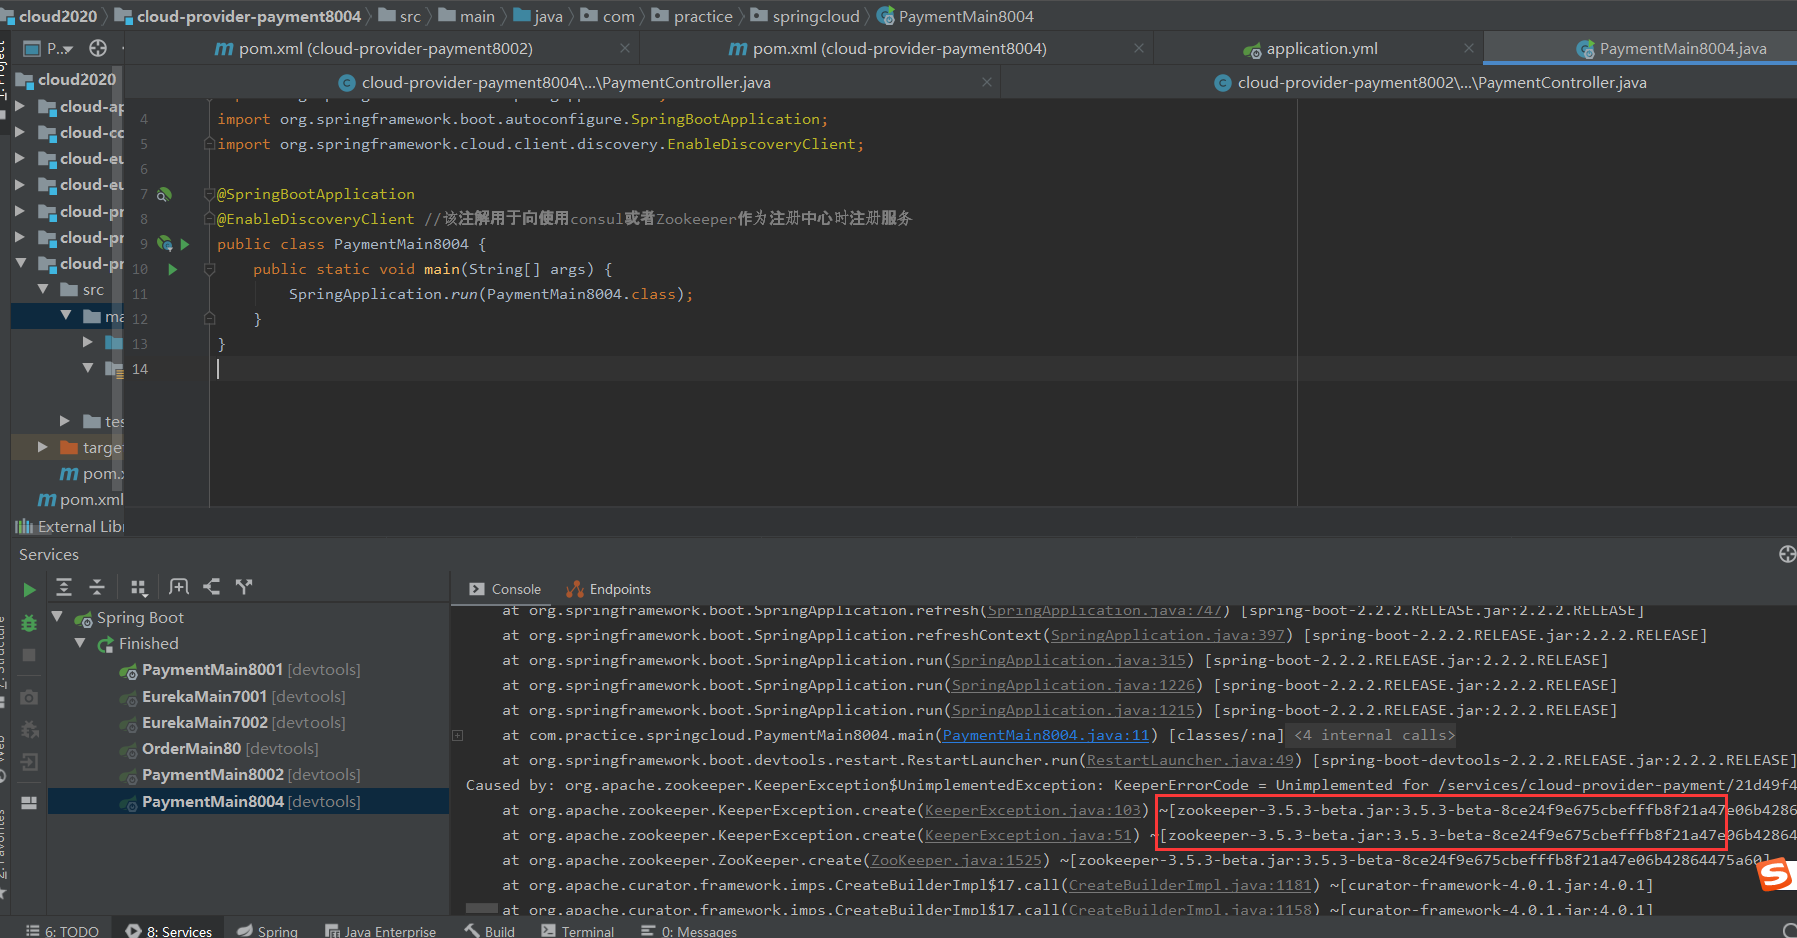 cloud2020 cloud-provider-payment8004 src main java com practice springcloud PaymentMain8004
P.. pom.xml (cloud-provider-payment8002) pom.xml (cloud-provider-payment8004) application.yml PaymentMain8004.java
cloud-provider-payment8004\...\PaymentController.java cloud-provider-payment8002\...\PaymentController.java
cloud2020
cloud-ap
cloud-co
cloud-eu
cloud-eu
cloud-pr
cloud-pr
cloud-pr
src
ma
tes
targe
pom.x
pom.xml
External Libr
4 import org.springframework.boot.autoconfigure.SpringBootApplication;
5 import org.springframework.cloud.client.discovery.EnableDiscoveryClient;
6
7 @SpringBootApplication
8 @EnableDiscoveryClient //该注解用于向使用consul或者Zookeeper作为注册中心时注册服务
9 public class PaymentMain8004 {
10 public static void main(String[] args) {
11 SpringApplication.run(PaymentMain8004.class);
12 }
13 }
14
Services
Spring Boot
Finished
PaymentMain8001 [devtools]
EurekaMain7001 [devtools]
EurekaMain7002 [devtools]
OrderMain80 [devtools]
PaymentMain8002 [devtools]
PaymentMain8004 [devtools]
Console Endpoints
at org.springframework.boot.SpringApplication.refresh(SpringApplication.java:747) [spring-boot-2.2.2.RELEASE.jar:2.2.2.RELEASE]
at org.springframework.boot.SpringApplication.refreshContext(SpringApplication.java:397) [spring-boot-2.2.2.RELEASE.jar:2.2.2.RELEASE]
at org.springframework.boot.SpringApplication.run(SpringApplication.java:315) [spring-boot-2.2.2.RELEASE.jar:2.2.2.RELEASE]
at org.springframework.boot.SpringApplication.run(SpringApplication.java:1226) [spring-boot-2.2.2.RELEASE.jar:2.2.2.RELEASE]
at org.springframework.boot.SpringApplication.run(SpringApplication.java:1215) [spring-boot-2.2.2.RELEASE.jar:2.2.2.RELEASE]
at com.practice.springcloud.PaymentMain8004.main(PaymentMain8004.java:11) [classes/:na] <4 internal calls>
at org.springframework.boot.devtools.restart.RestartLauncher.run(RestartLauncher.java:49) [spring-boot-devtools-2.2.2.RELEASE.jar:2.2.2.RELEASE]
Caused by: org.apache.zookeeper.KeeperException$UnimplementedException: KeeperErrorCode = Unimplemented for /services/cloud-provider-payment/21d49f4
at org.apache.zookeeper.KeeperException.create(KeeperException.java:103) ~[zookeeper-3.5.3-beta.jar:3.5.3-beta-8ce24f9e675cbefffb8f21a47e06b4286
at org.apache.zookeeper.KeeperException.create(KeeperException.java:51) ~[zookeeper-3.5.3-beta.jar:3.5.3-beta-8ce24f9e675cbefffb8f21a47e06b42864
at org.apache.zookeeper.ZooKeeper.create(ZooKeeper.java:1525) ~[zookeeper-3.5.3-beta.jar:3.5.3-beta-8ce24f9e675cbefffb8f21a47e06b42864475a60]
at org.apache.curator.framework.imps.CreateBuilderImpl$17.call(CreateBuilderImpl.java:1181) ~[curator-framework-4.0.1.jar:4.0.1]
at org.apache.curator.framework.imps.CreateBuilderImpl$17.call(CreateBuilderImpl.java:1158) ~[curator-framework-4.0.1.jar:4.0.1]
6: TODO 8: Services Spring Java Enterprise Build Terminal 0: Messages